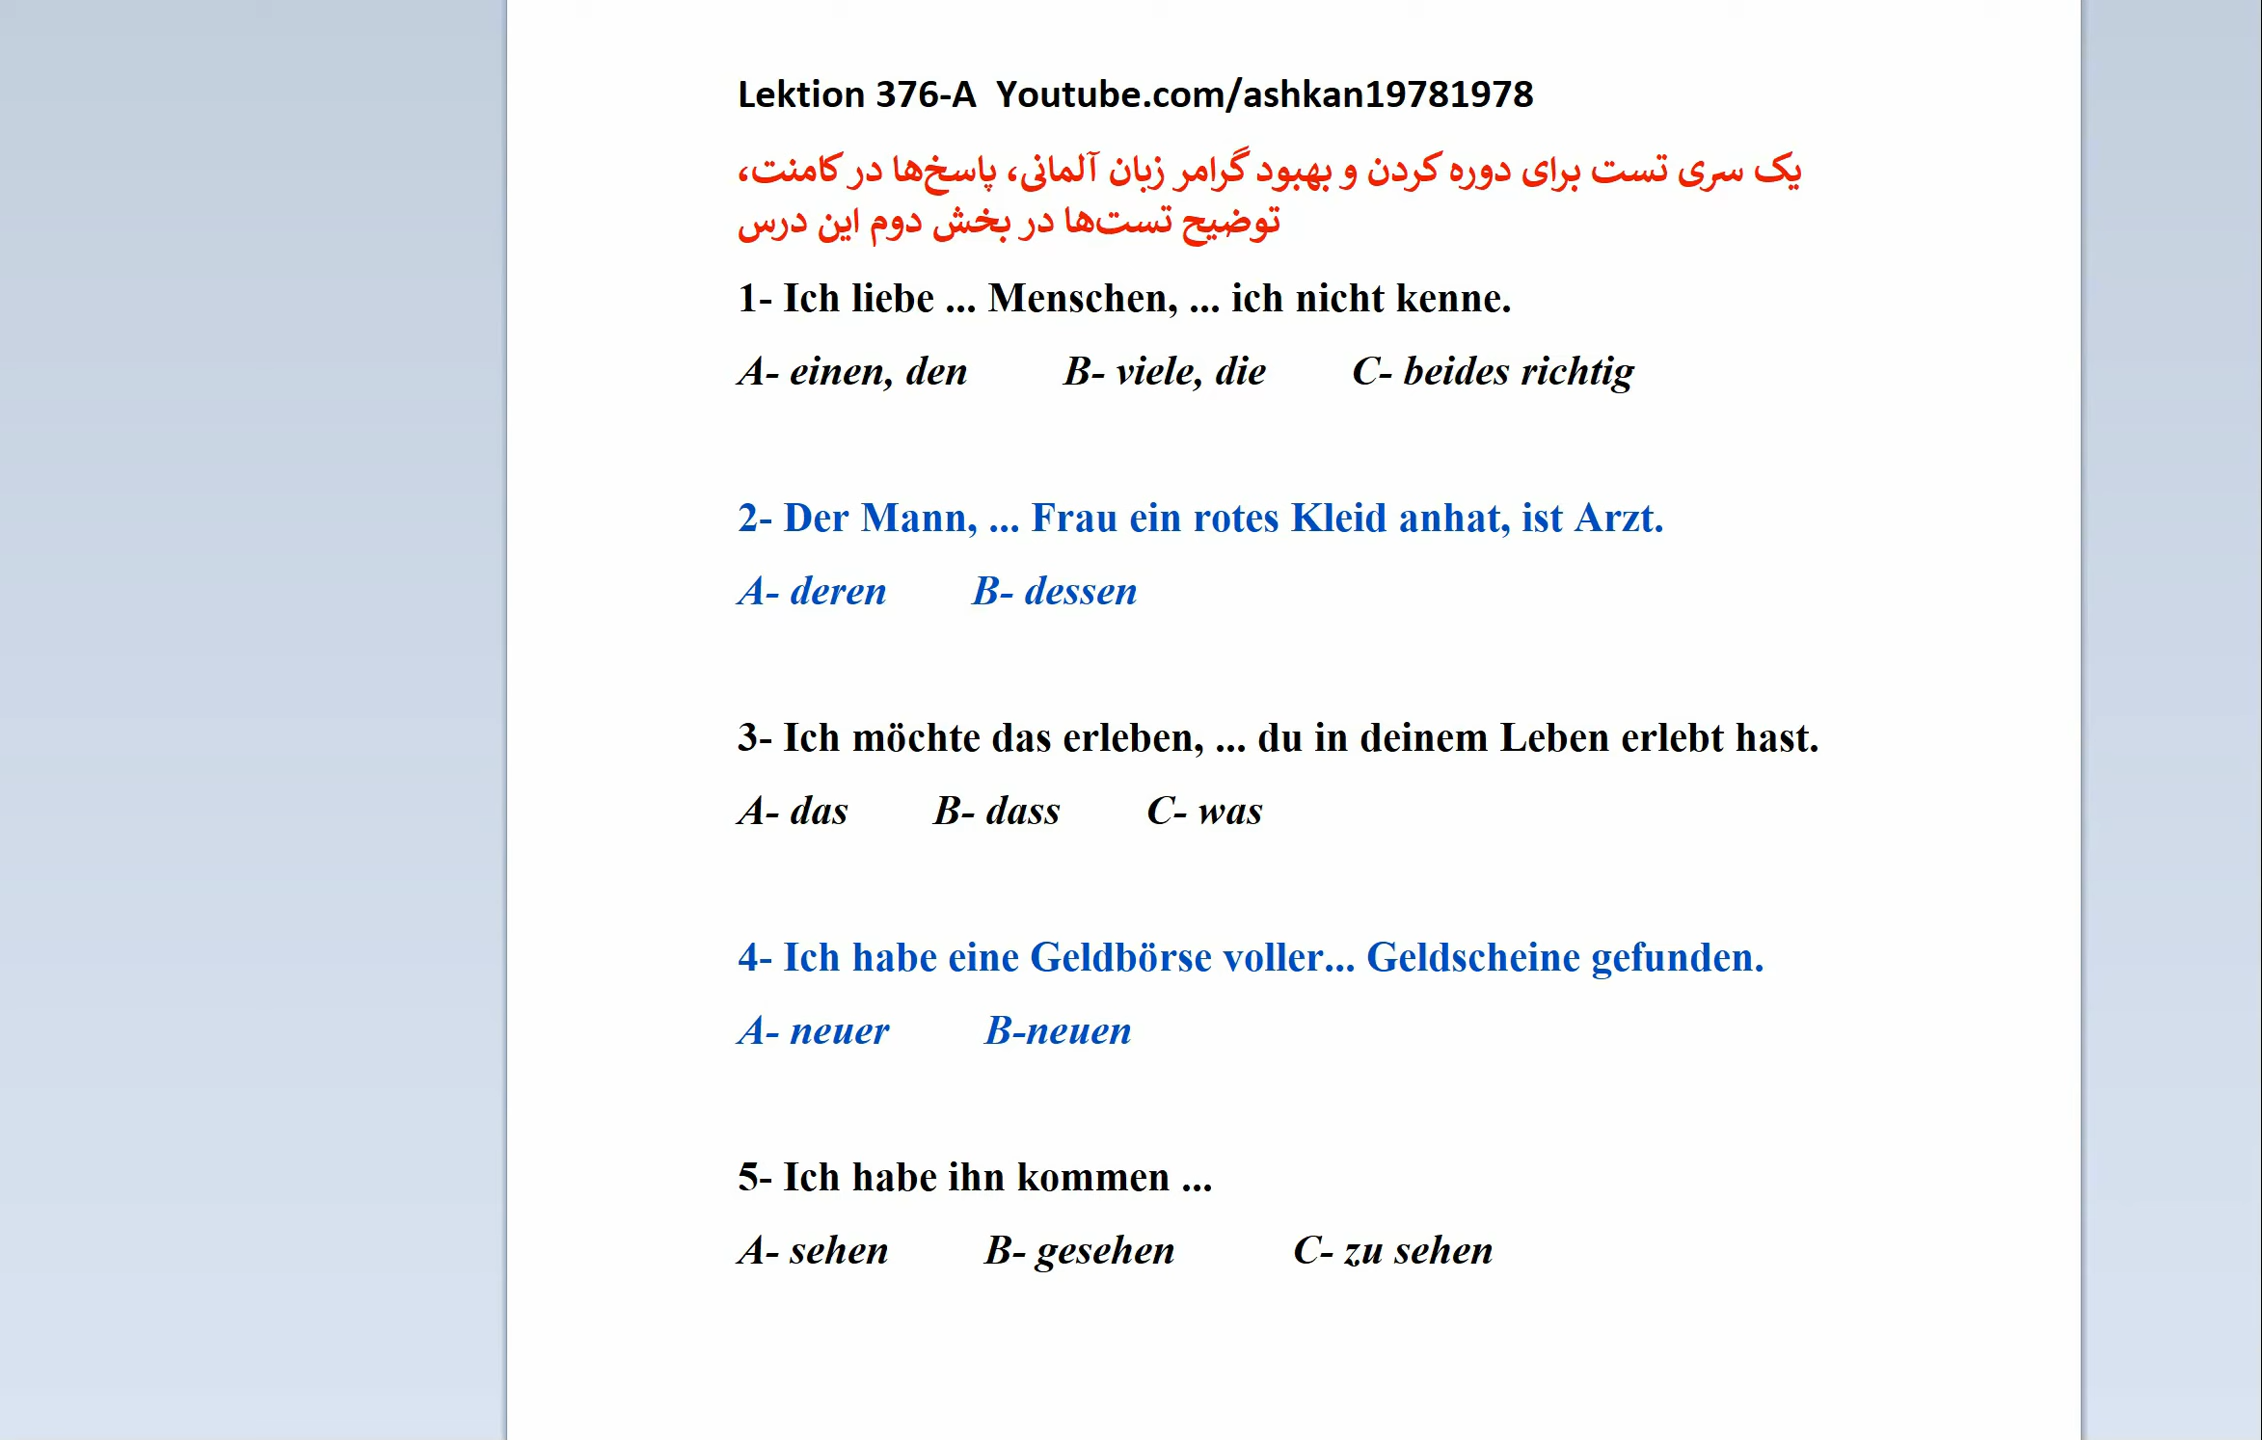 Lektion 376-A  Youtube.com/ashkan19781978
یک سری تست برای دوره کردن و بهبود گرامر زبان آلمانی، پاسخ‌ها در کامنت،
توضیح تست‌ها در بخش دوم این درس
1- Ich liebe ... Menschen, ... ich nicht kenne.
A- einen, den B- viele, die C- beides richtig
2- Der Mann, ... Frau ein rotes Kleid anhat, ist Arzt.
A- deren B- dessen
3- Ich möchte das erleben, ... du in deinem Leben erlebt hast.
A- das B- dass C- was
4- Ich habe eine Geldbörse voller... Geldscheine gefunden.
A- neuer B-neuen
5- Ich habe ihn kommen ...
A- sehen B- gesehen C- zu sehen